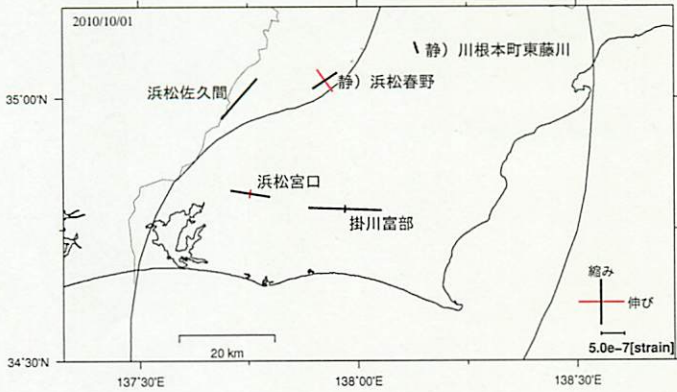 2010/10/01
静）川根本町東藤川
静）浜松春野
浜松佐久間
35°00'N
浜松宮口
掛川富部
縮み
伸び
5.0e-7[strain]
20 km
34°30'N
137°30'E
138°00'E
138°30'E